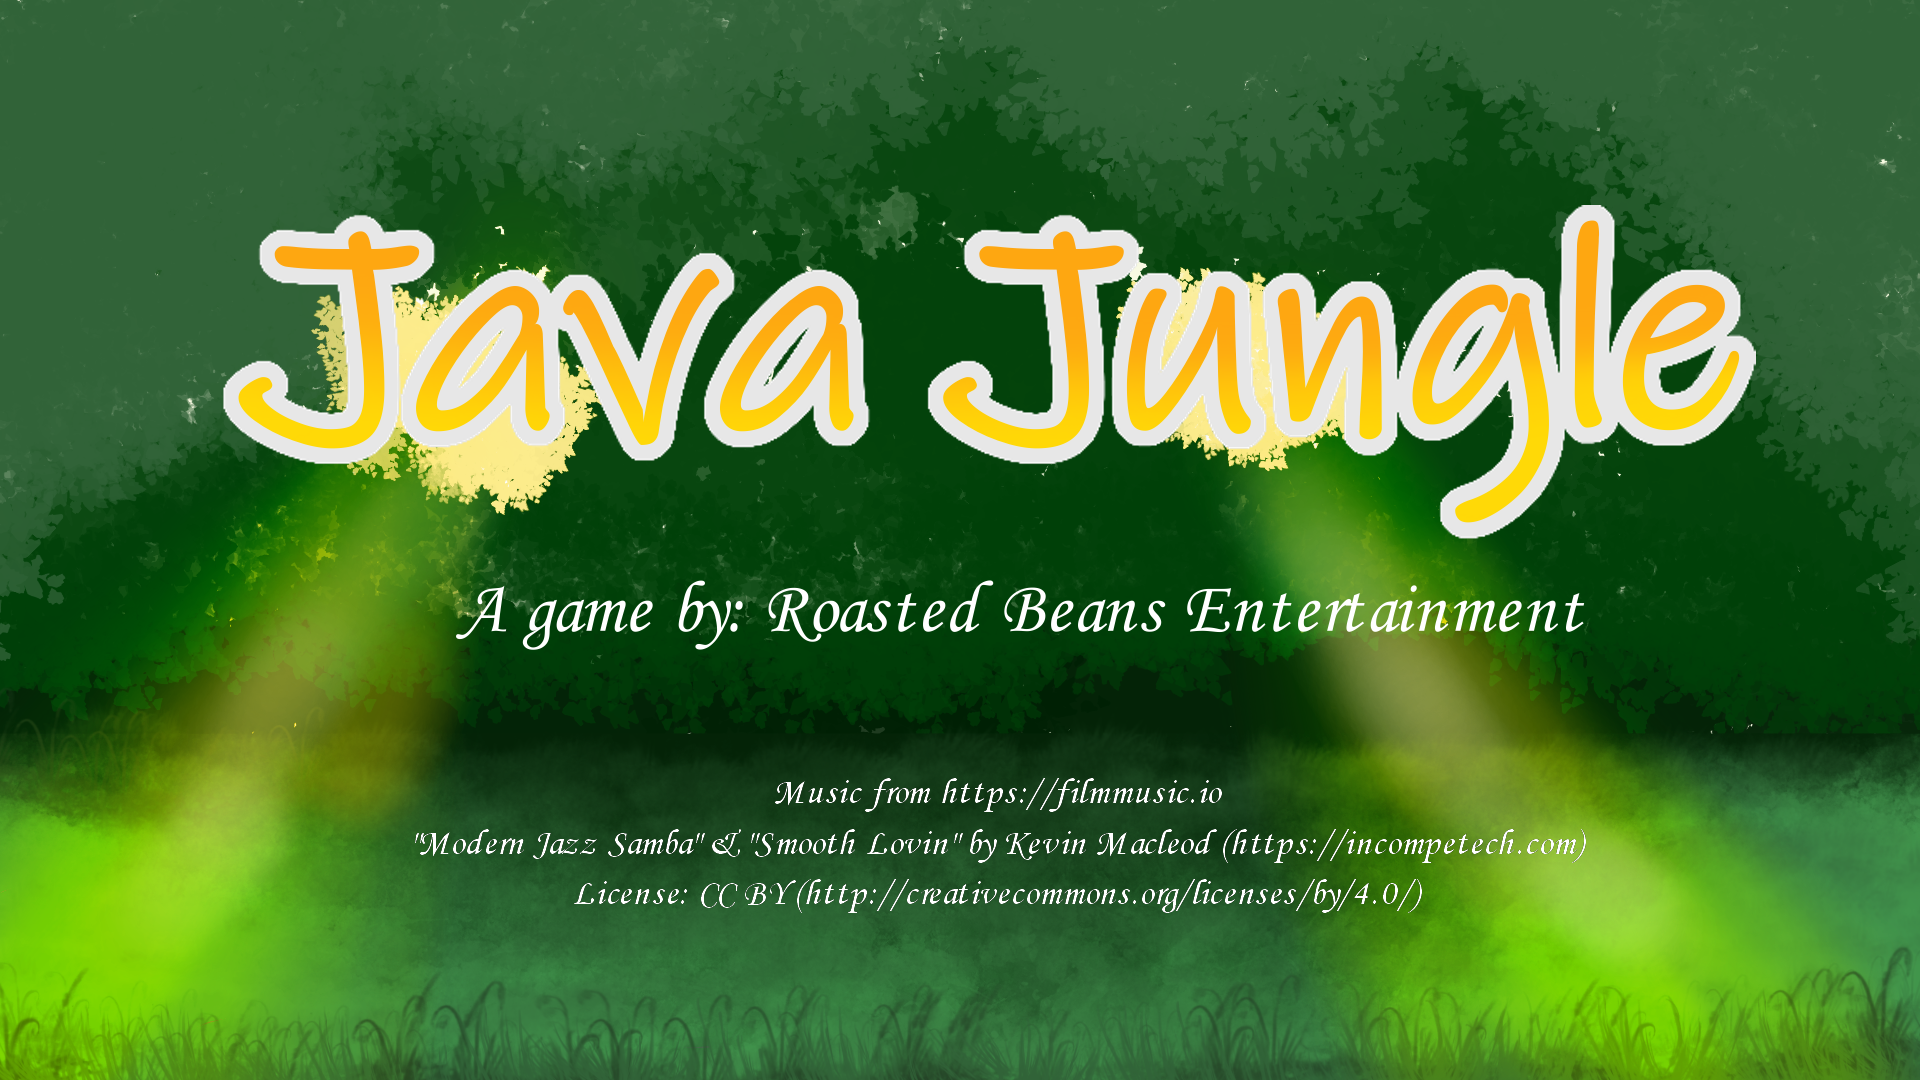 Java Jungle
A game by: Roasted Beans Entertainment
Music from https://filmmusic.io
"Modern Jazz Samba" & "Smooth Lovin" by Kevin Macleod (https://incompetech.com)
License: CC BY (http://creativecommons.org/licenses/by/4.0/)